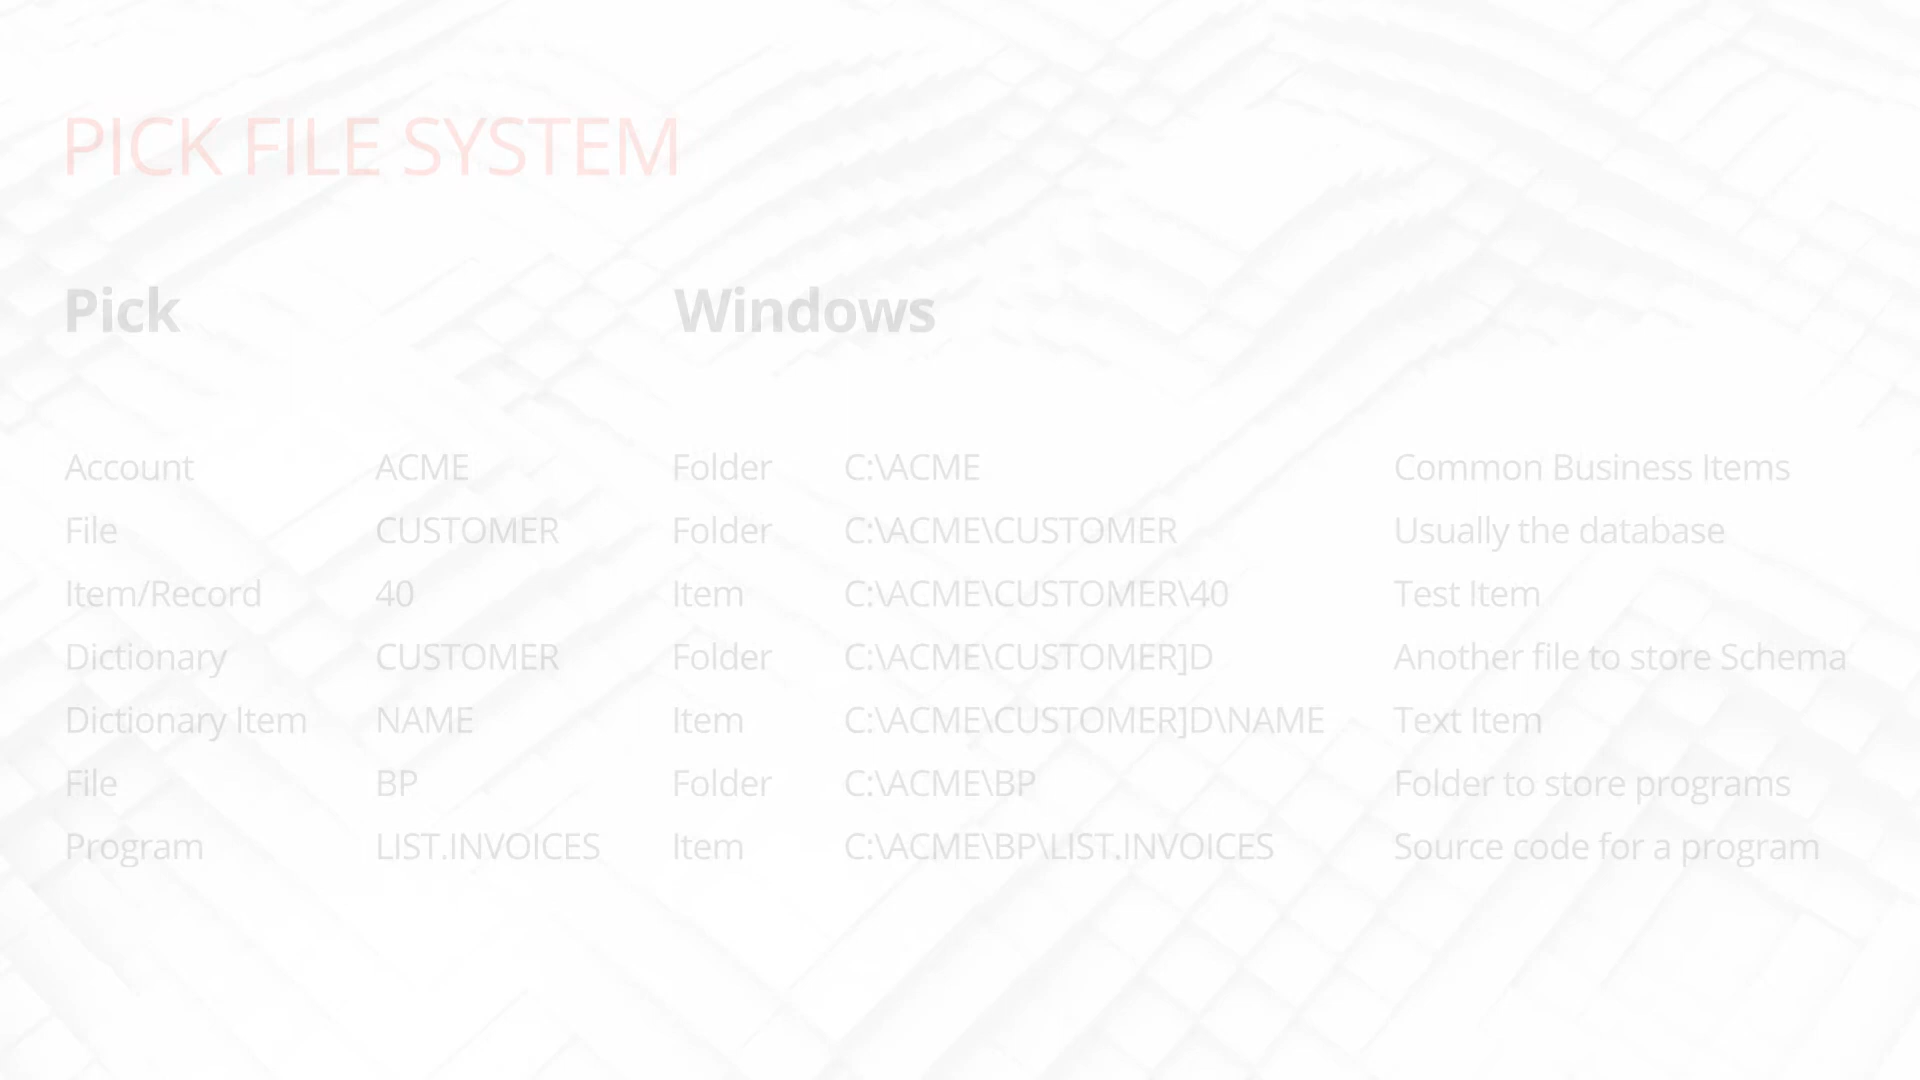 PICK FILE SYSTEM
Pick Windows
Account ACME Folder C:\ACME Common Business Items
File CUSTOMER Folder C:\ACME\CUSTOMER Usually the database
Item/Record 40 Item C:\ACME\CUSTOMER\40 Test Item
Dictionary CUSTOMER Folder C:\ACME\CUSTOMER]D Another file to store Schema
Dictionary Item NAME Item C:\ACME\CUSTOMER]D\NAME Text Item
File BP Folder C:\ACME\BP Folder to store programs
Program LIST.INVOICES Item C:\ACME\BP\LIST.INVOICES Source code for a program